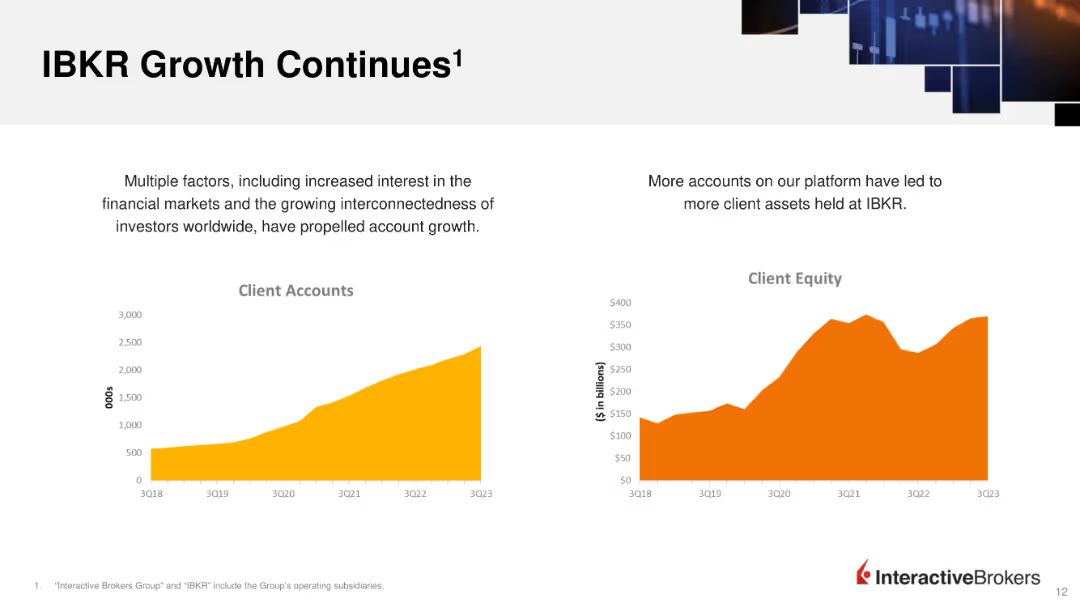 IBKR Growth Continues¹
Multiple factors, including increased interest in the
financial markets and the growing interconnectedness of
investors worldwide, have propelled account growth.
Client Accounts
3,000
2,500
2,000
1,500
1,000
500
0
000s
3Q18 3Q19 3Q20 3Q21 3Q22 3Q23
More accounts on our platform have led to
more client assets held at IBKR.
Client Equity
$400
$350
$300
$250
$200
$150
$100
$50
$0
($ in billions)
3Q18 3Q19 3Q20 3Q21 3Q22 3Q23
1. "Interactive Brokers Group" and "IBKR" include the Group's operating subsidiaries.
InteractiveBrokers
12